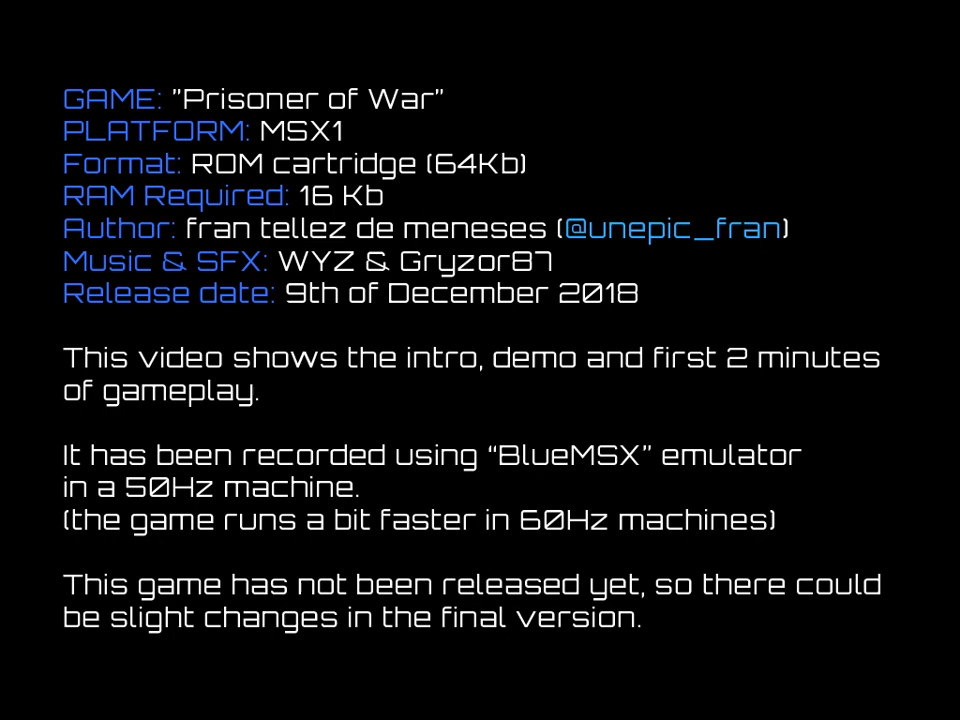 GAME: "Prisoner of War"
PLATFORM: MSX1
Format: ROM cartridge (64Kb)
RAM Required: 16 Kb
Author: fran tellez de meneses (@unepic_fran)
Music & SFX: WYZ & Gryzor87
Release date: 9th of December 2018
This video shows the intro, demo and first 2 minutes
of gameplay.
It has been recorded using “BlueMSX” emulator
in a 50Hz machine.
(the game runs a bit faster in 60Hz machines)
This game has not been released yet, so there could
be slight changes in the final version.